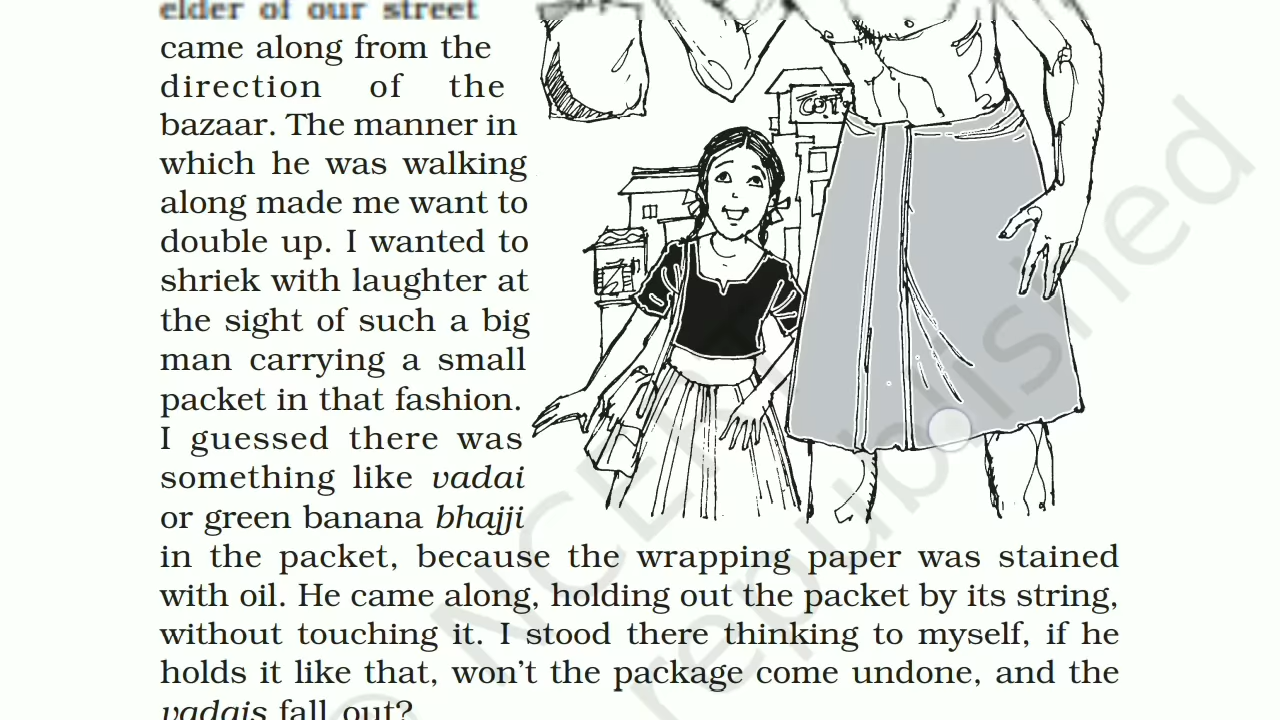 elder of our street
came along from the
direction of the
bazaar. The manner in
which he was walking
along made me want to
double up. I wanted to
shriek with laughter at
the sight of such a big
man carrying a small
packet in that fashion.
I guessed there was
something like vadai
or green banana bhajji
in the packet, because the wrapping paper was stained
with oil. He came along, holding out the packet by its string,
without touching it. I stood there thinking to myself, if he
holds it like that, won't the package come undone, and the
vadais fall out?
NCERT
republished